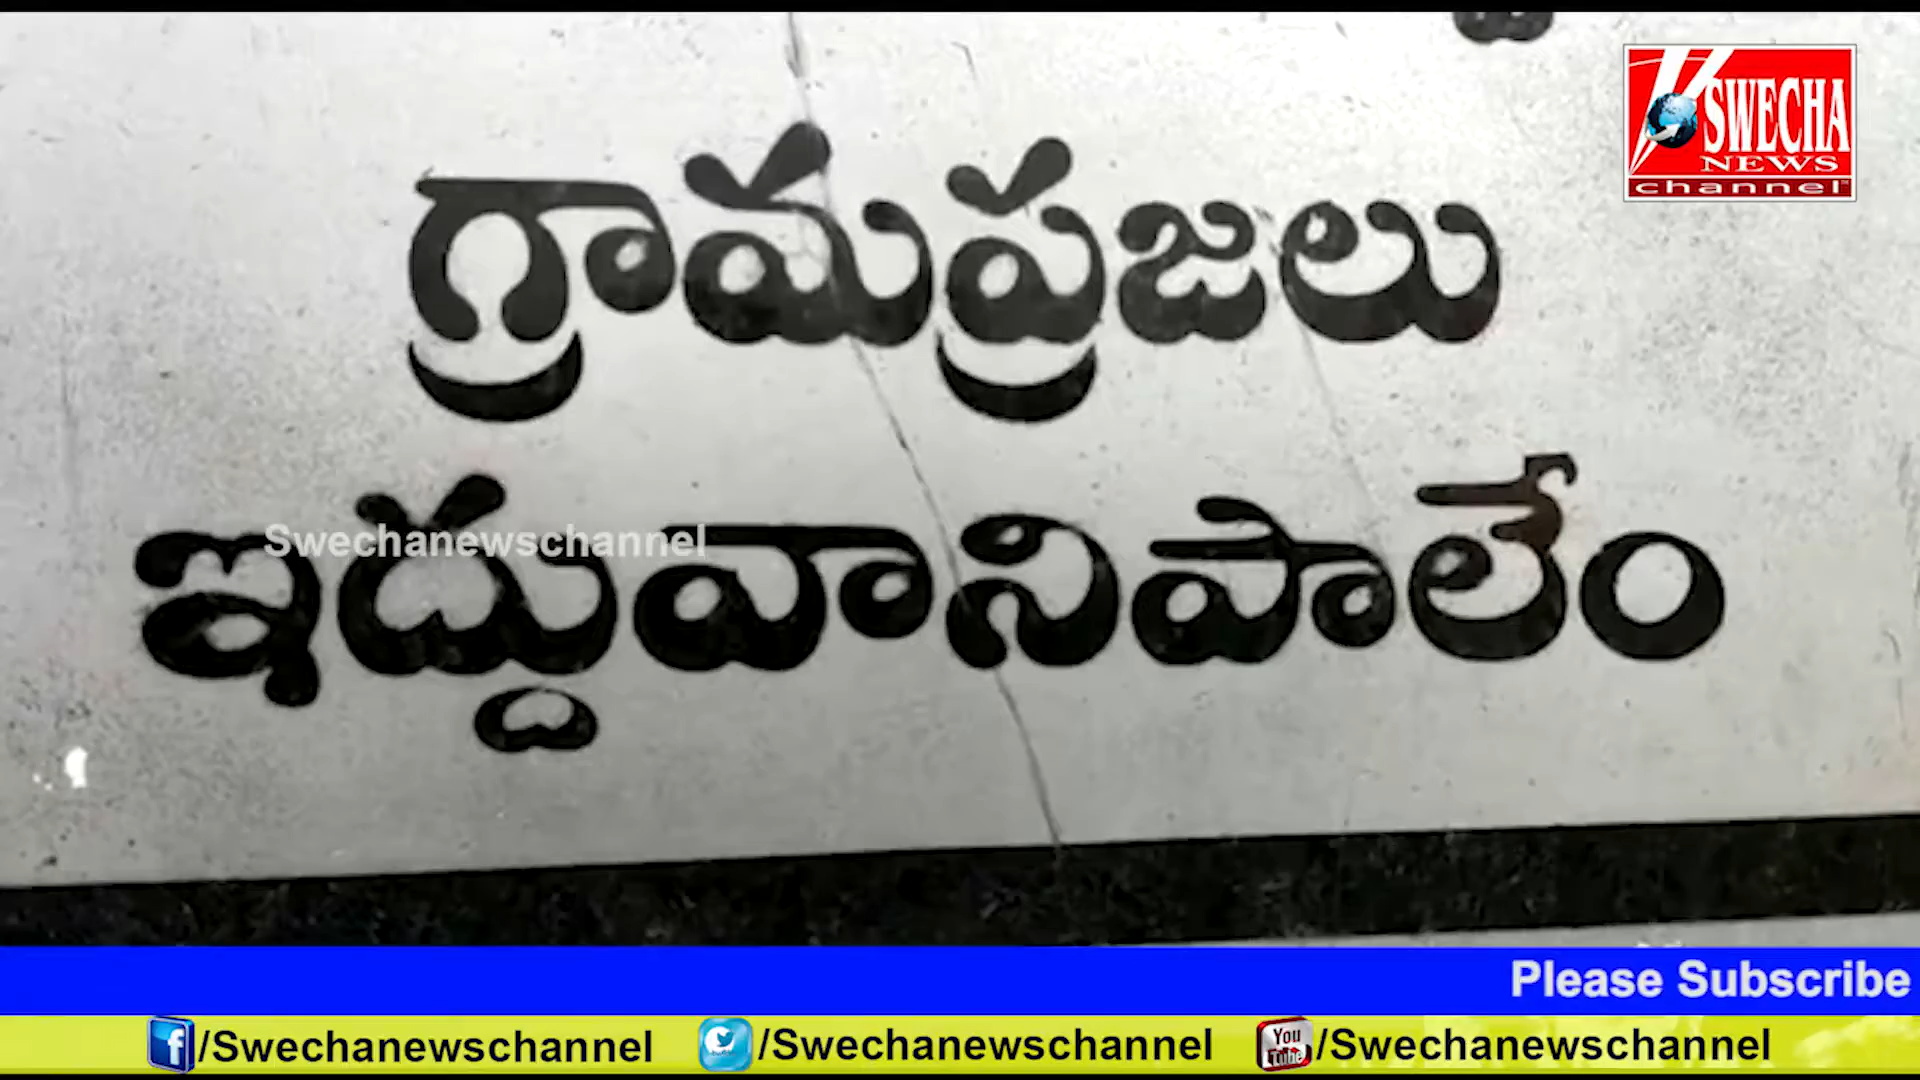 SWECHA
NEWS
channel
గ్రామప్రజలు
ఇద్దువానిపాలెం
Swechanewschannel
Please Subscribe
/Swechanewschannel
/Swechanewschannel
You
Tube
/Swechanewschannel